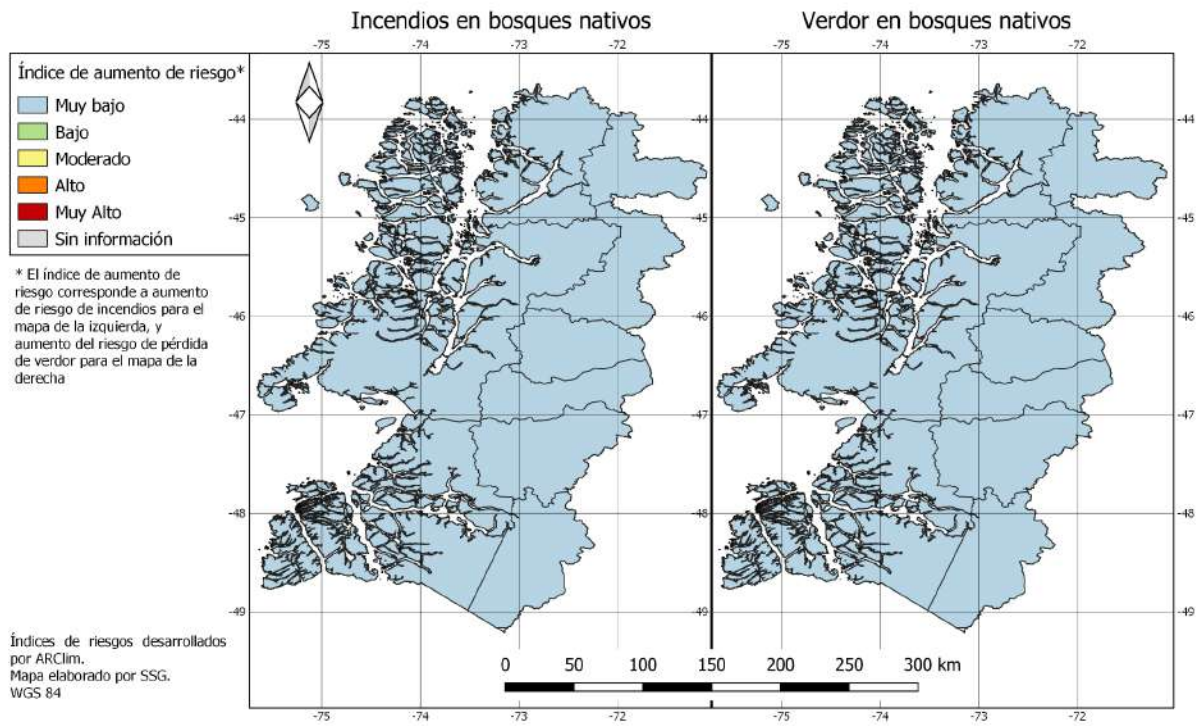 Incendios en bosques nativos
Verdor en bosques nativos
-75 -74 -73 -72
-75 -74 -73 -72
Índice de aumento de riesgo*
Muy bajo
Bajo
Moderado
Alto
Muy Alto
Sin información
* El índice de aumento de
riesgo corresponde a aumento
de riesgo de incendios para el
mapa de la izquierda, y
aumento del riesgo de pérdida
de verdor para el mapa de la
derecha
-44
-45
-46
-47
-48
-49
-44
-45
-46
-47
-48
-49
Índices de riesgos desarrollados
por ARClim.
Mapa elaborado por SSG.
WGS 84
0 50 100 150 200 250 300 km
-75 -74 -73 -72
-75 -74 -73 -72